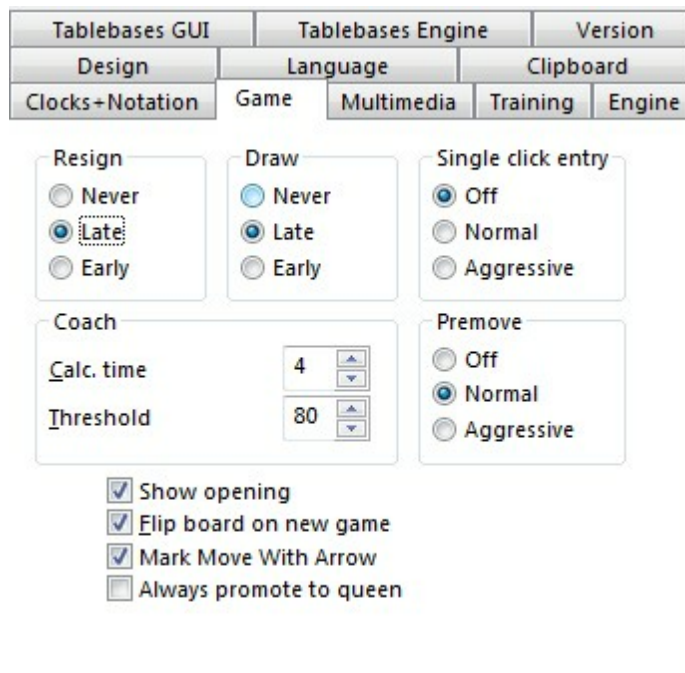 Tablebases GUI Tablebases Engine Version
Design Language Clipboard
Clocks+Notation Game Multimedia Training Engine
Resign Draw Single click entry
Never Never Off
Late Late Normal
Early Early Aggressive
Coach Premove
Calc. time 4 Off
Normal
Threshold 80 Aggressive
Show opening
Flip board on new game
Mark Move With Arrow
Always promote to queen